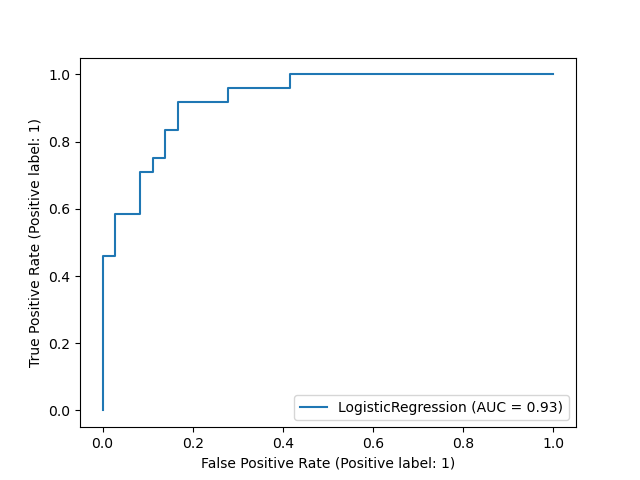 1.0
0.8
0.6
0.4
0.2
0.0
True Positive Rate (Positive label: 1)
LogisticRegression (AUC = 0.93)
0.0 0.2 0.4 0.6 0.8 1.0
False Positive Rate (Positive label: 1)